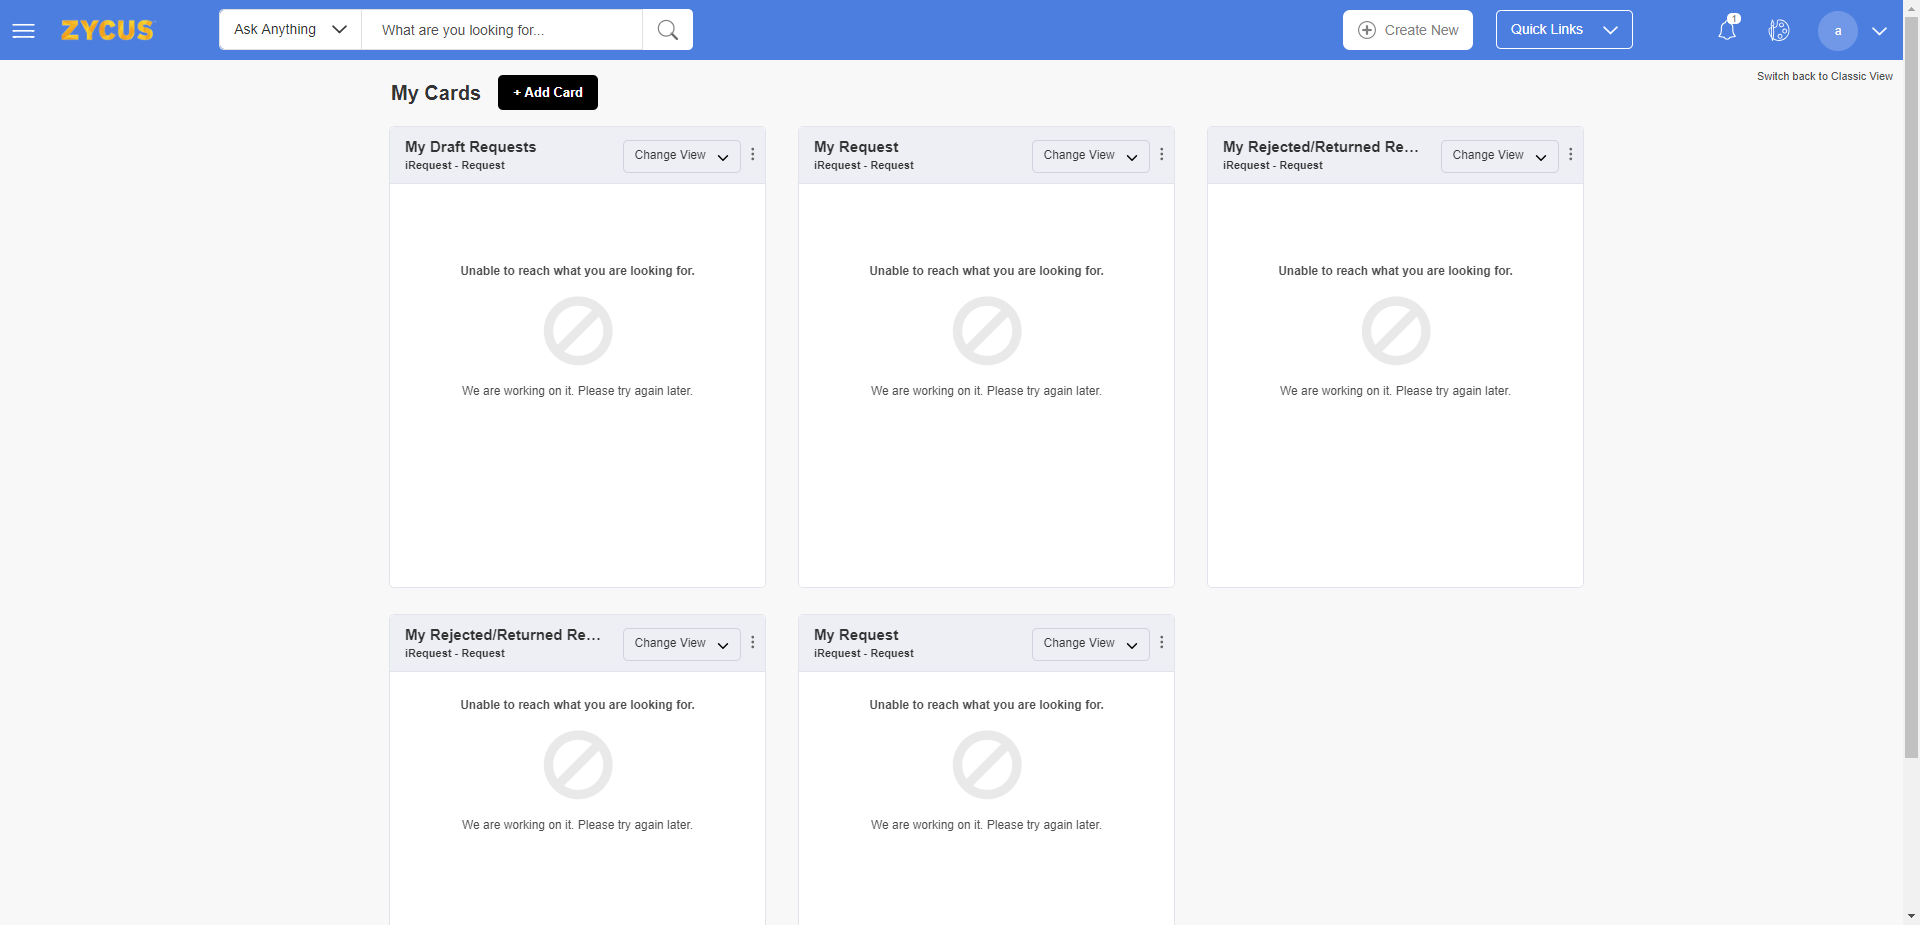 ZYCUS
Ask Anything
What are you looking for...
Create New
Quick Links
1
a
Switch back to Classic View
My Cards
+ Add Card
My Draft Requests
iRequest - Request
Change View
My Request
iRequest - Request
Change View
My Rejected/Returned Re...
iRequest - Request
Change View
Unable to reach what you are looking for.
We are working on it. Please try again later.
Unable to reach what you are looking for.
We are working on it. Please try again later.
Unable to reach what you are looking for.
We are working on it. Please try again later.
My Rejected/Returned Re...
iRequest - Request
Change View
My Request
iRequest - Request
Change View
Unable to reach what you are looking for.
We are working on it. Please try again later.
Unable to reach what you are looking for.
We are working on it. Please try again later.